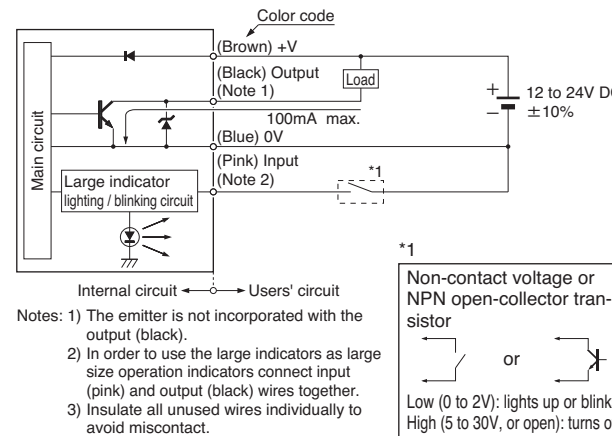 Color code
(Brown) +V
(Black) Output
(Note 1)
Load
+
−
12 to 24V DC
±10%
100mA max.
(Blue) 0V
(Pink) Input
(Note 2)
*1
Main circuit
Large indicator
lighting / blinking circuit
Internal circuit
Users' circuit
Notes: 1) The emitter is not incorporated with the
output (black).
2) In order to use the large indicators as large
size operation indicators connect input
(pink) and output (black) wires together.
3) Insulate all unused wires individually to
avoid miscontact.
*1
Non-contact voltage or
NPN open-collector tran-
sistor
or
Low (0 to 2V): lights up or blink
High (5 to 30V, or open): turns